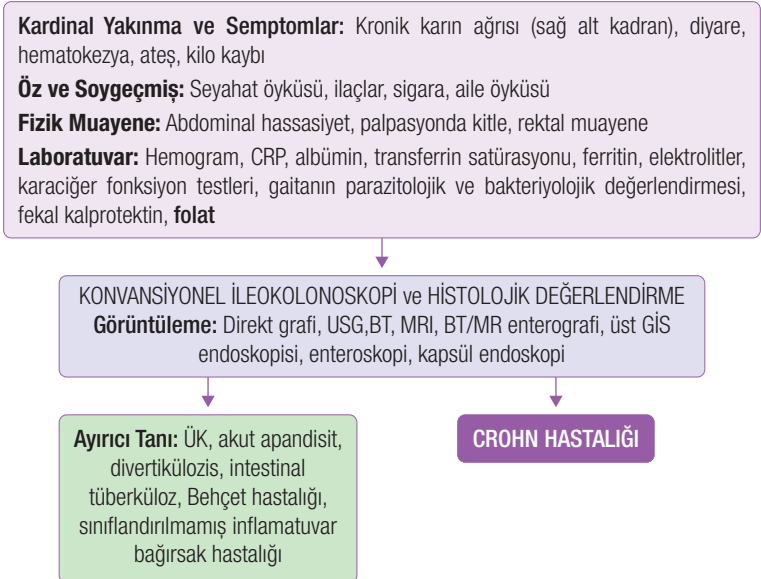 Kardinal Yakınma ve Semptomlar: Kronik karın ağrısı (sağ alt kadran), diyare,
hematokezya, ateş, kilo kaybı
Öz ve Soygeçmiş: Seyahat öyküsü, ilaçlar, sigara, aile öyküsü
Fizik Muayene: Abdominal hassasiyet, palpasyonda kitle, rektal muayene
Laboratuvar: Hemogram, CRP, albümin, transferrin satürasyonu, ferritin, elektrolitler,
karaciğer fonksiyon testleri, gaitanın parazitolojik ve bakteriyolojik değerlendirmesi,
fekal kalprotektin, folat
KONVANSİYONEL İLEOKOLONOSKOPİ ve HİSTOLOJİK DEĞERLENDİRME
Görüntüleme: Direkt grafi, USG,BT, MRI, BT/MR enterografi, üst GİS
endoskopisi, enteroskopi, kapsül endoskopi
Ayırıcı Tanı: ÜK, akut apandisit,
divertikülozis, intestinal
tüberküloz, Behçet hastalığı,
sınıflandırılmamış inflamatuvar
bağırsak hastalığı
CROHN HASTALIĞI